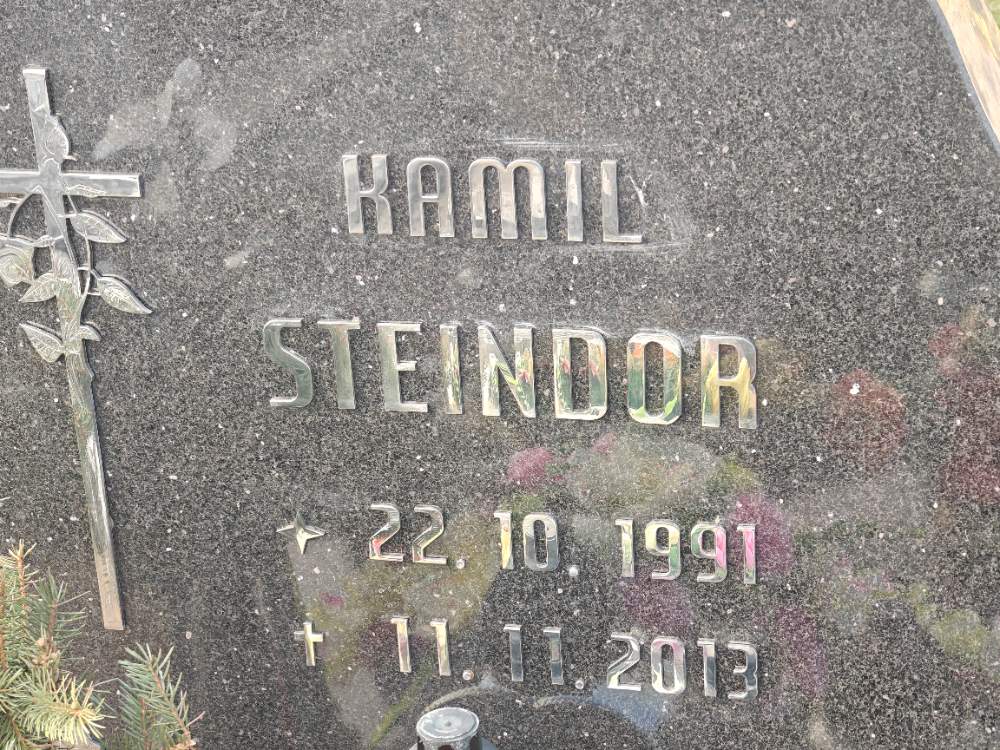 KAMIL
STEINDOR
22. 10. 1991
11. 11. 2013